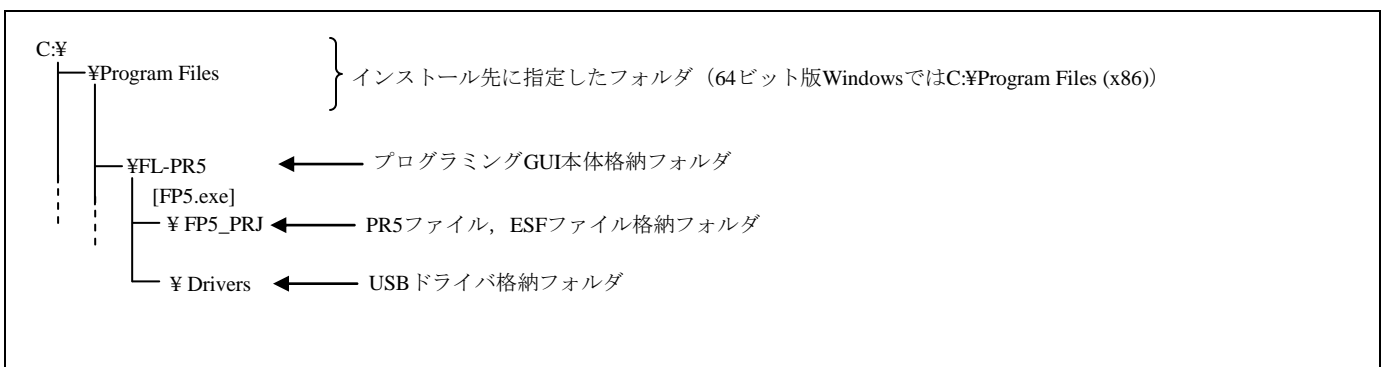 C:¥
¥Program Files
インストール先に指定したフォルダ（64ビット版WindowsではC:¥Program Files (x86)）
¥FL-PR5
プログラミングGUI本体格納フォルダ
[FP5.exe]
¥ FP5_PRJ
PR5ファイル，ESFファイル格納フォルダ
¥ Drivers
USBドライバ格納フォルダ